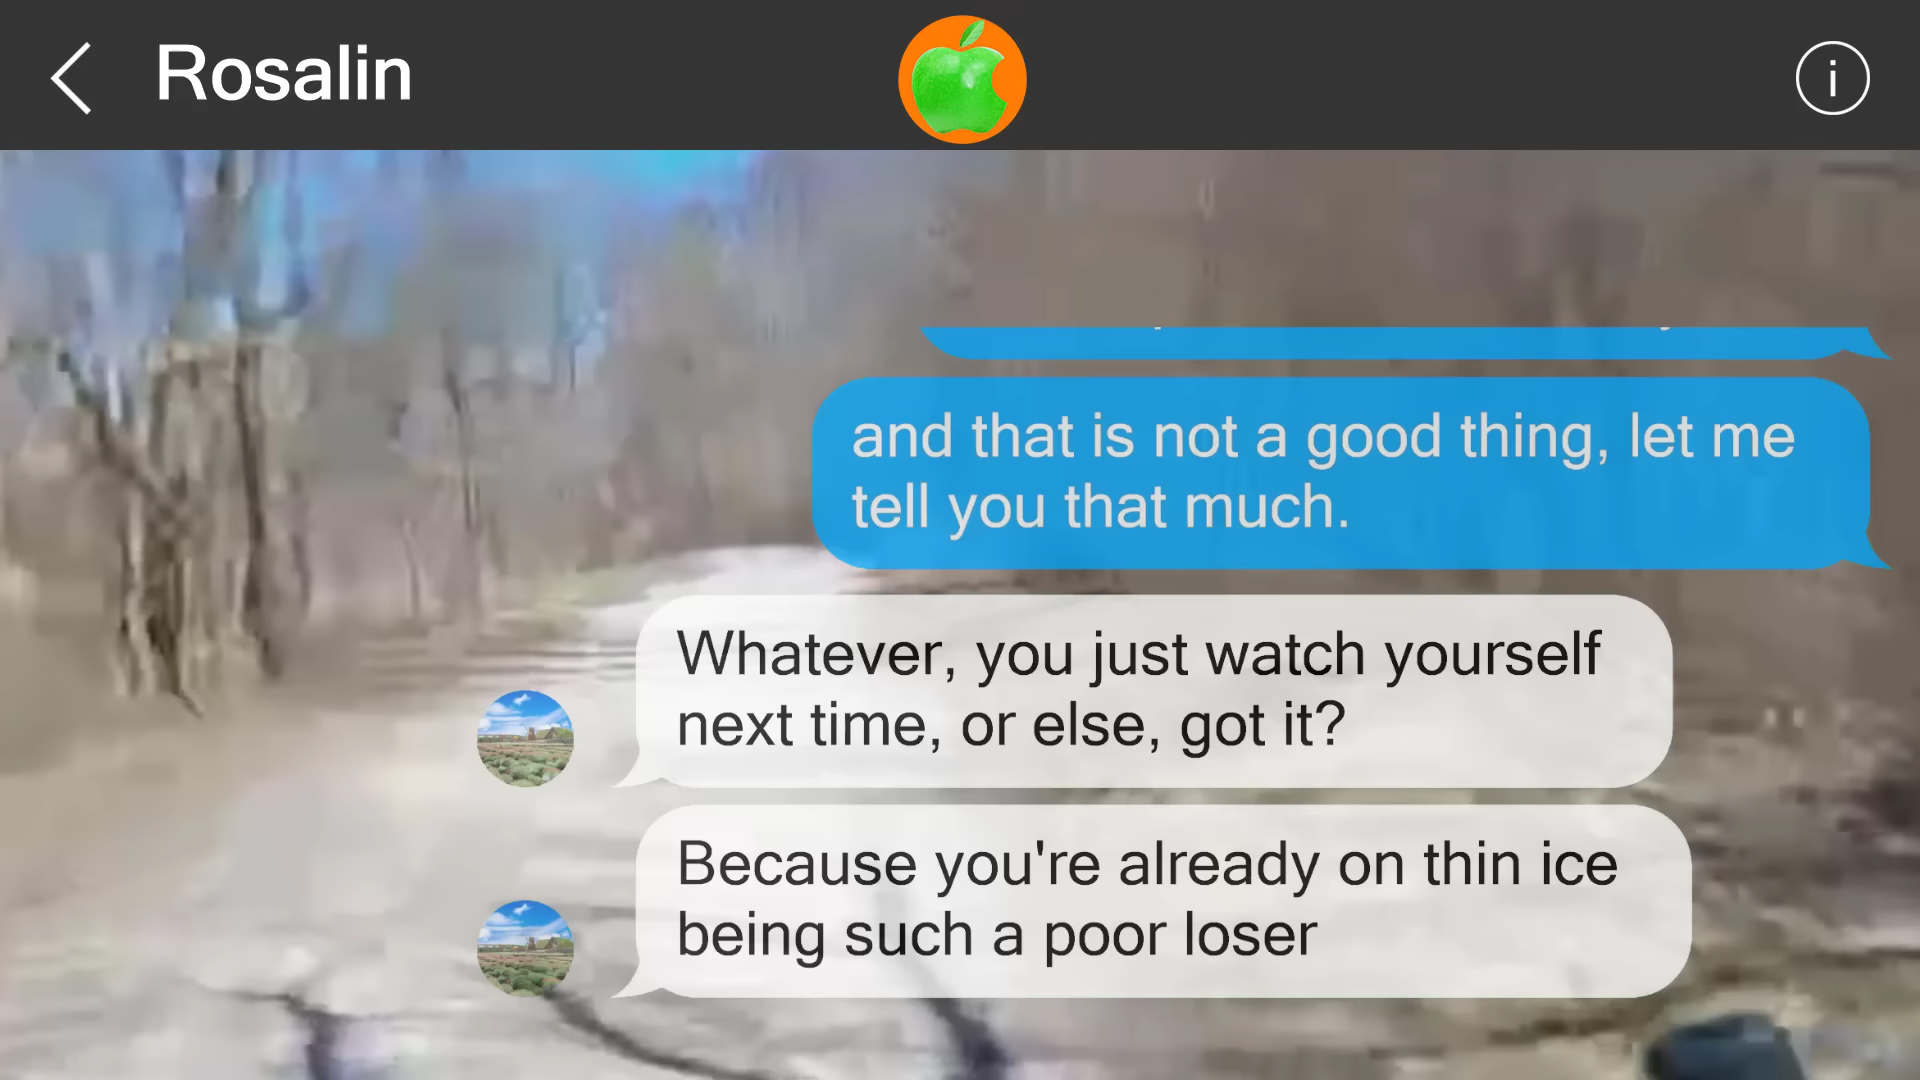 Rosalin
i
and that is not a good thing, let me
tell you that much.
Whatever, you just watch yourself
next time, or else, got it?
Because you're already on thin ice
being such a poor loser